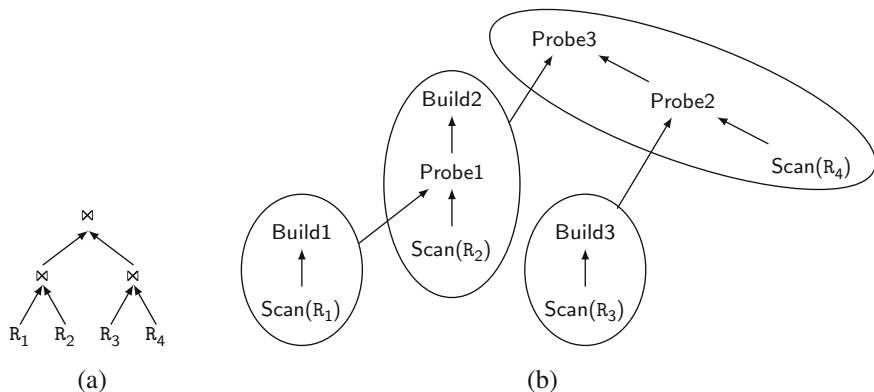 Probe3
Build2
Probe2
Probe1
Scan(R₄)
⋈
Build1
Scan(R₂)
Build3
⋈ ⋈
Scan(R₁)
Scan(R₃)
R₁ R₂ R₃ R₄
(a)
(b)